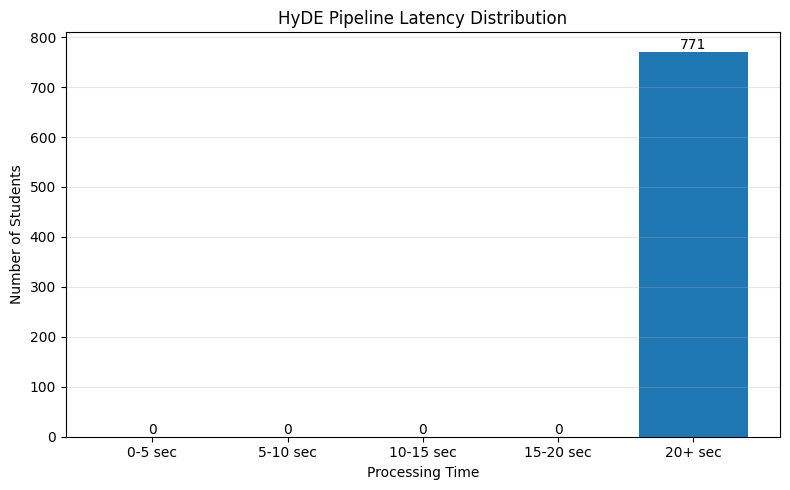 HyDE Pipeline Latency Distribution
800
700
600
500
400
300
200
100
0
Number of Students
771
0
0
0
0
0-5 sec
5-10 sec
10-15 sec
15-20 sec
20+ sec
Processing Time